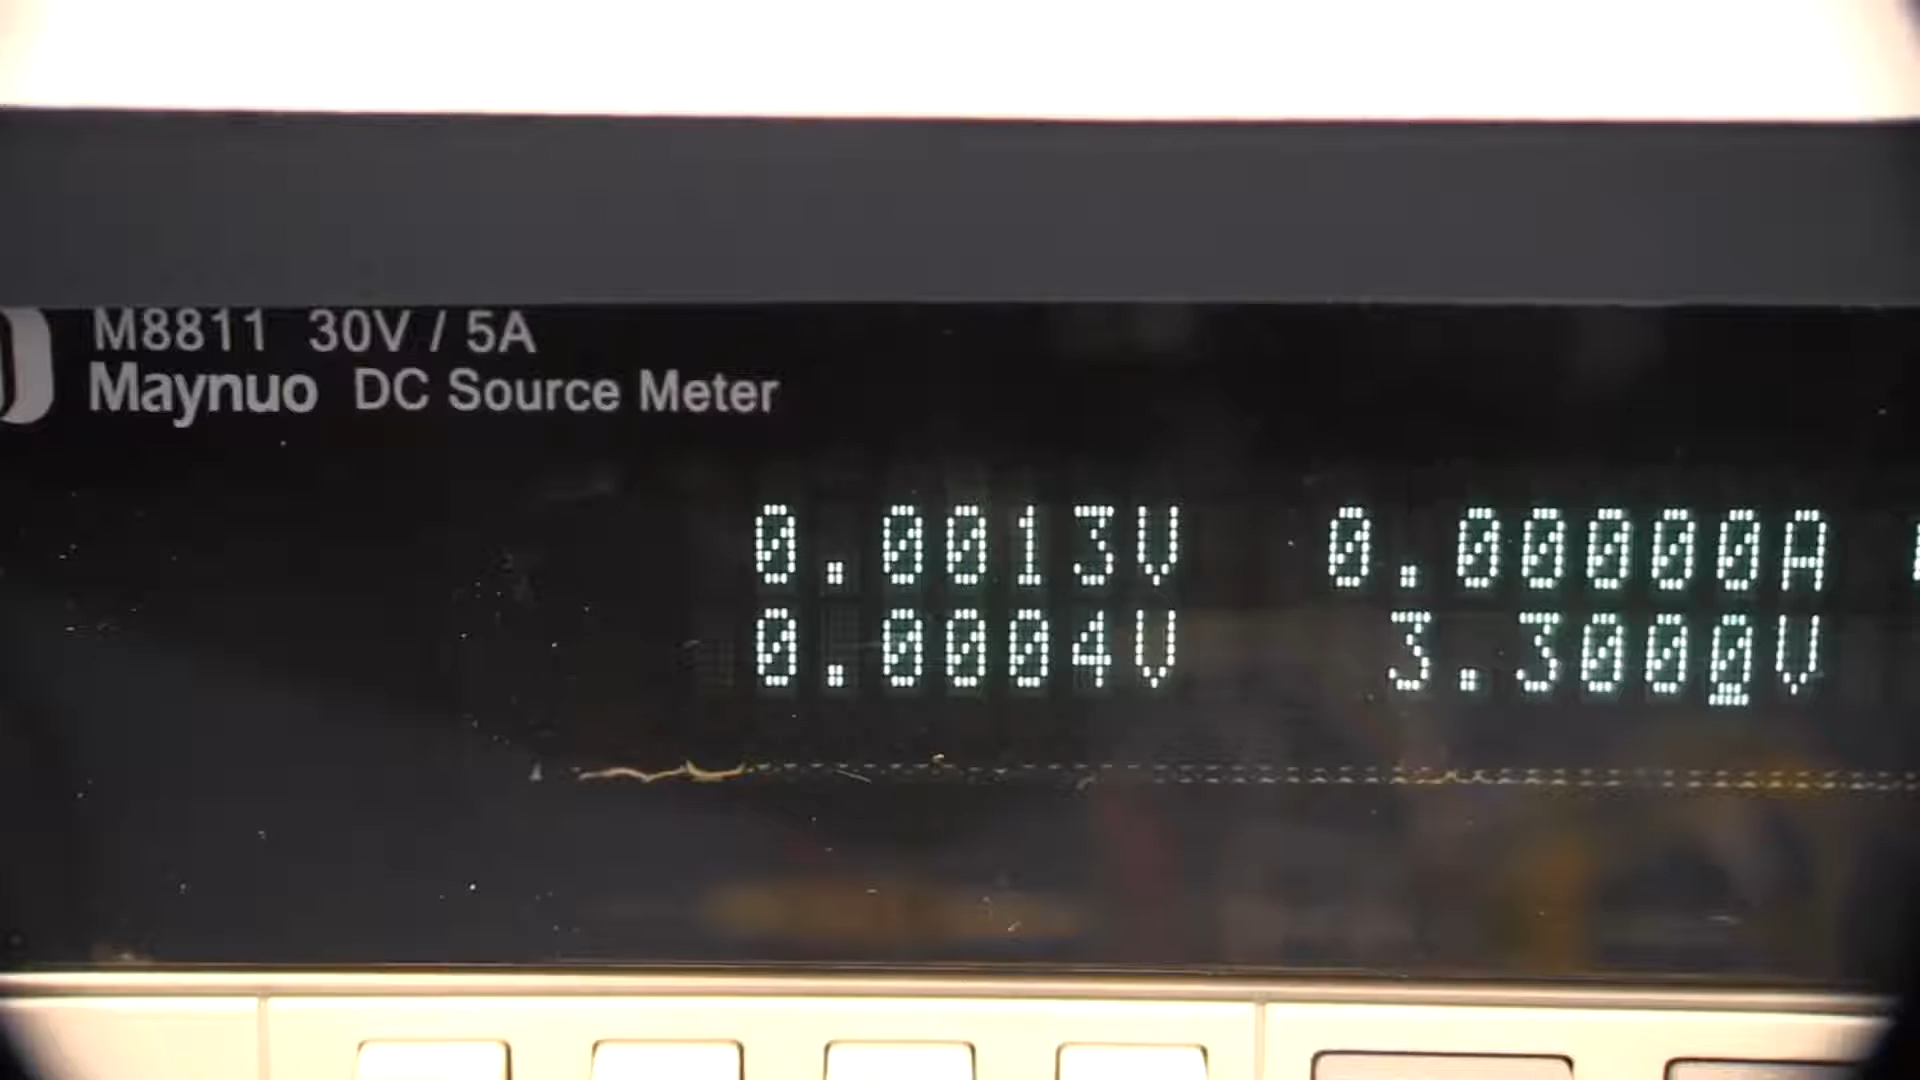 M8811 30V / 5A
Maynuo DC Source Meter
0.0013V 0.00000A
0.0004V 3.3000V